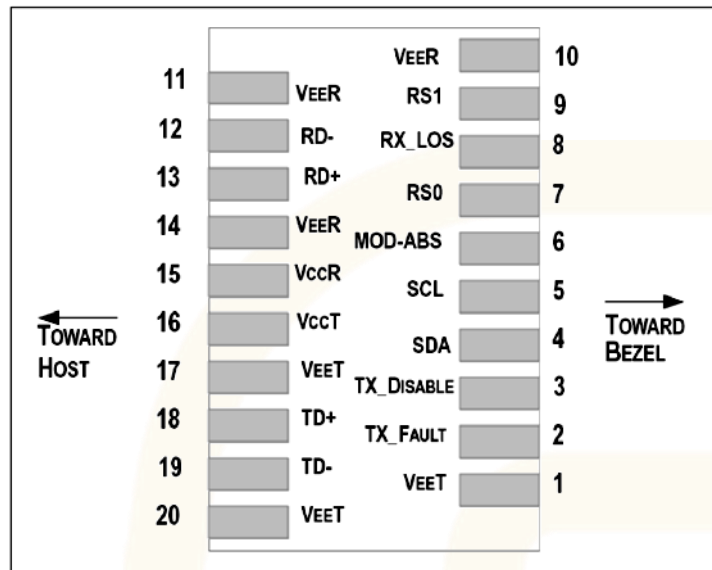 VEER 10
11 VEER
RS1 9
12 RD-
RX_LOS 8
13 RD+
RS0 7
14 VEER
MOD-ABS 6
15 VCCR
SCL 5
16 VCCT
TOWARD HOST
TOWARD BEZEL
SDA 4
17 VEET
TX_DISABLE 3
18 TD+
TX_FAULT 2
19 TD-
VEET 1
20 VEET